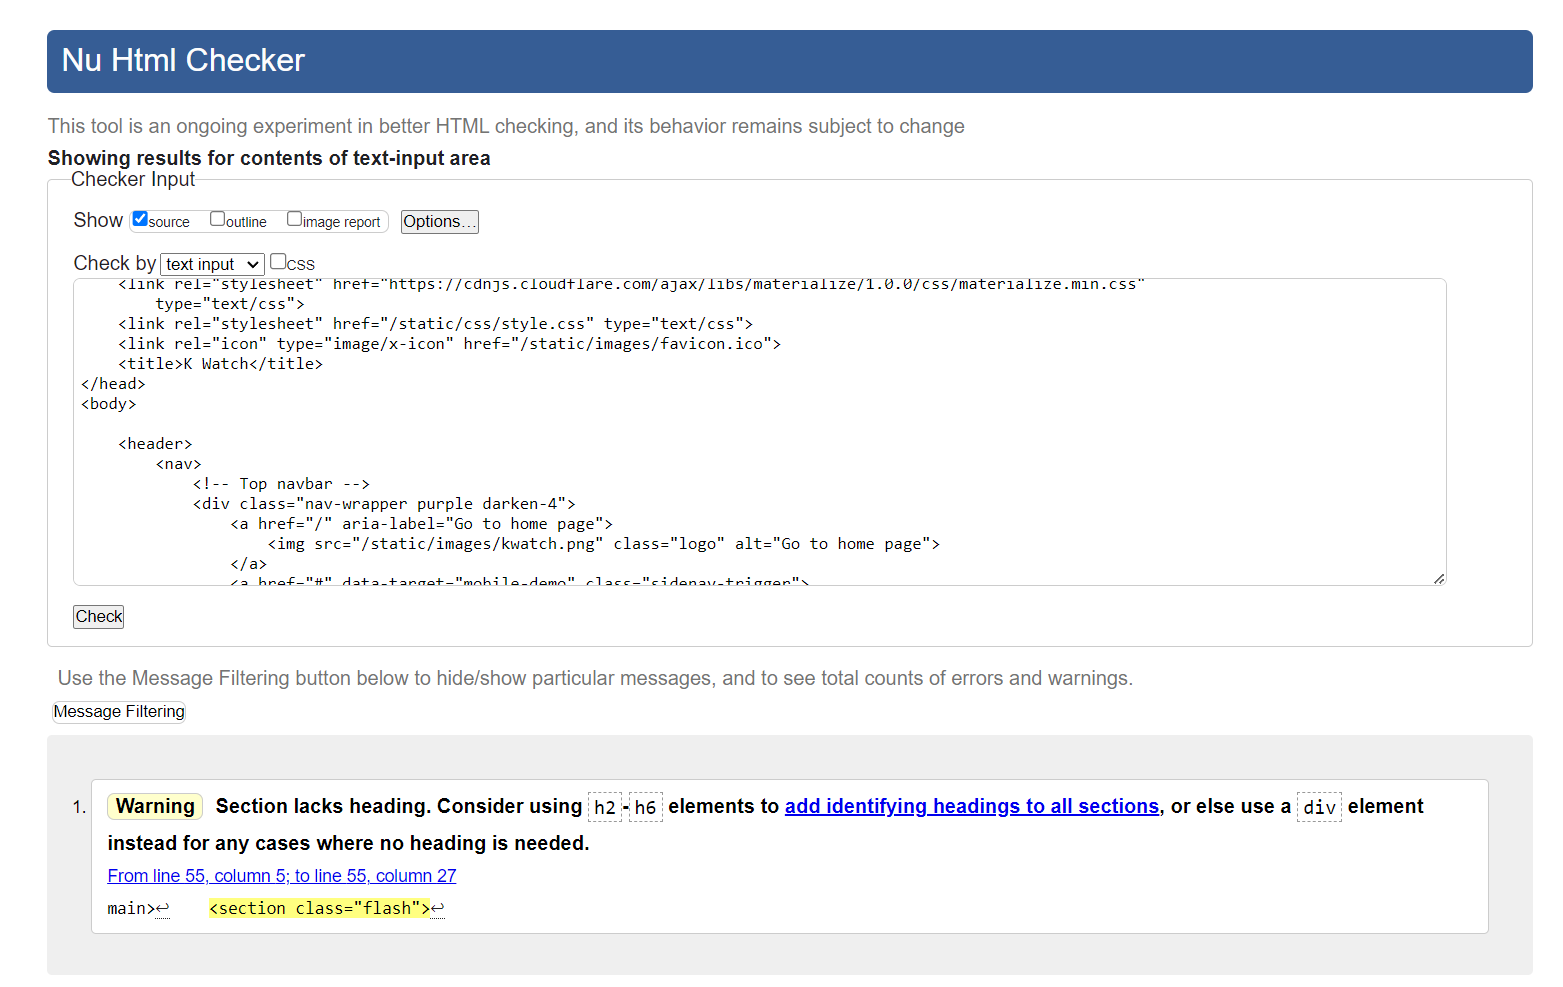 Nu Html Checker
This tool is an ongoing experiment in better HTML checking, and its behavior remains subject to change
Showing results for contents of text-input area
Checker Input
Show source outline image report Options...
Check by text input CSS
<link rel="stylesheet" href="https://cdnjs.cloudflare.com/ajax/libs/materialize/1.0.0/css/materialize.min.css"
type="text/css">
<link rel="stylesheet" href="/static/css/style.css" type="text/css">
<link rel="icon" type="image/x-icon" href="/static/images/favicon.ico">
<title>K Watch</title>
</head>
<body>
<header>
<nav>
<!-- Top navbar -->
<div class="nav-wrapper purple darken-4">
<a href="/" aria-label="Go to home page">
<img src="/static/images/kwatch.png" class="logo" alt="Go to home page">
</a>
<a href="#" data-target="mobile-demo" class="sidenav-trigger">
Check
Use the Message Filtering button below to hide/show particular messages, and to see total counts of errors and warnings.
Message Filtering
1. Warning Section lacks heading. Consider using h2-h6 elements to add identifying headings to all sections, or else use a div element
instead for any cases where no heading is needed.
From line 55, column 5; to line 55, column 27
main>↩ <section class="flash">↩